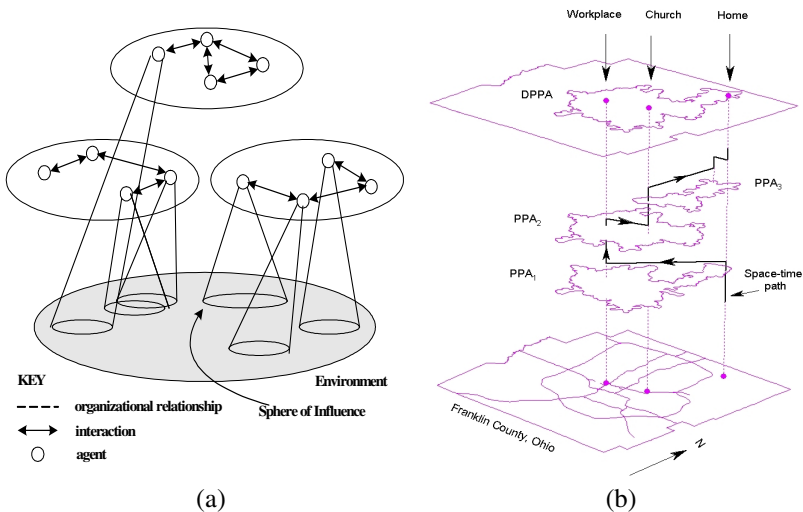 KEY
organizational relationship
interaction
agent
Environment
Sphere of Influence
(a)
Workplace
Church
Home
DPPA
PPA3
PPA2
PPA1
Space-time
path
Franklin County, Ohio
N
(b)